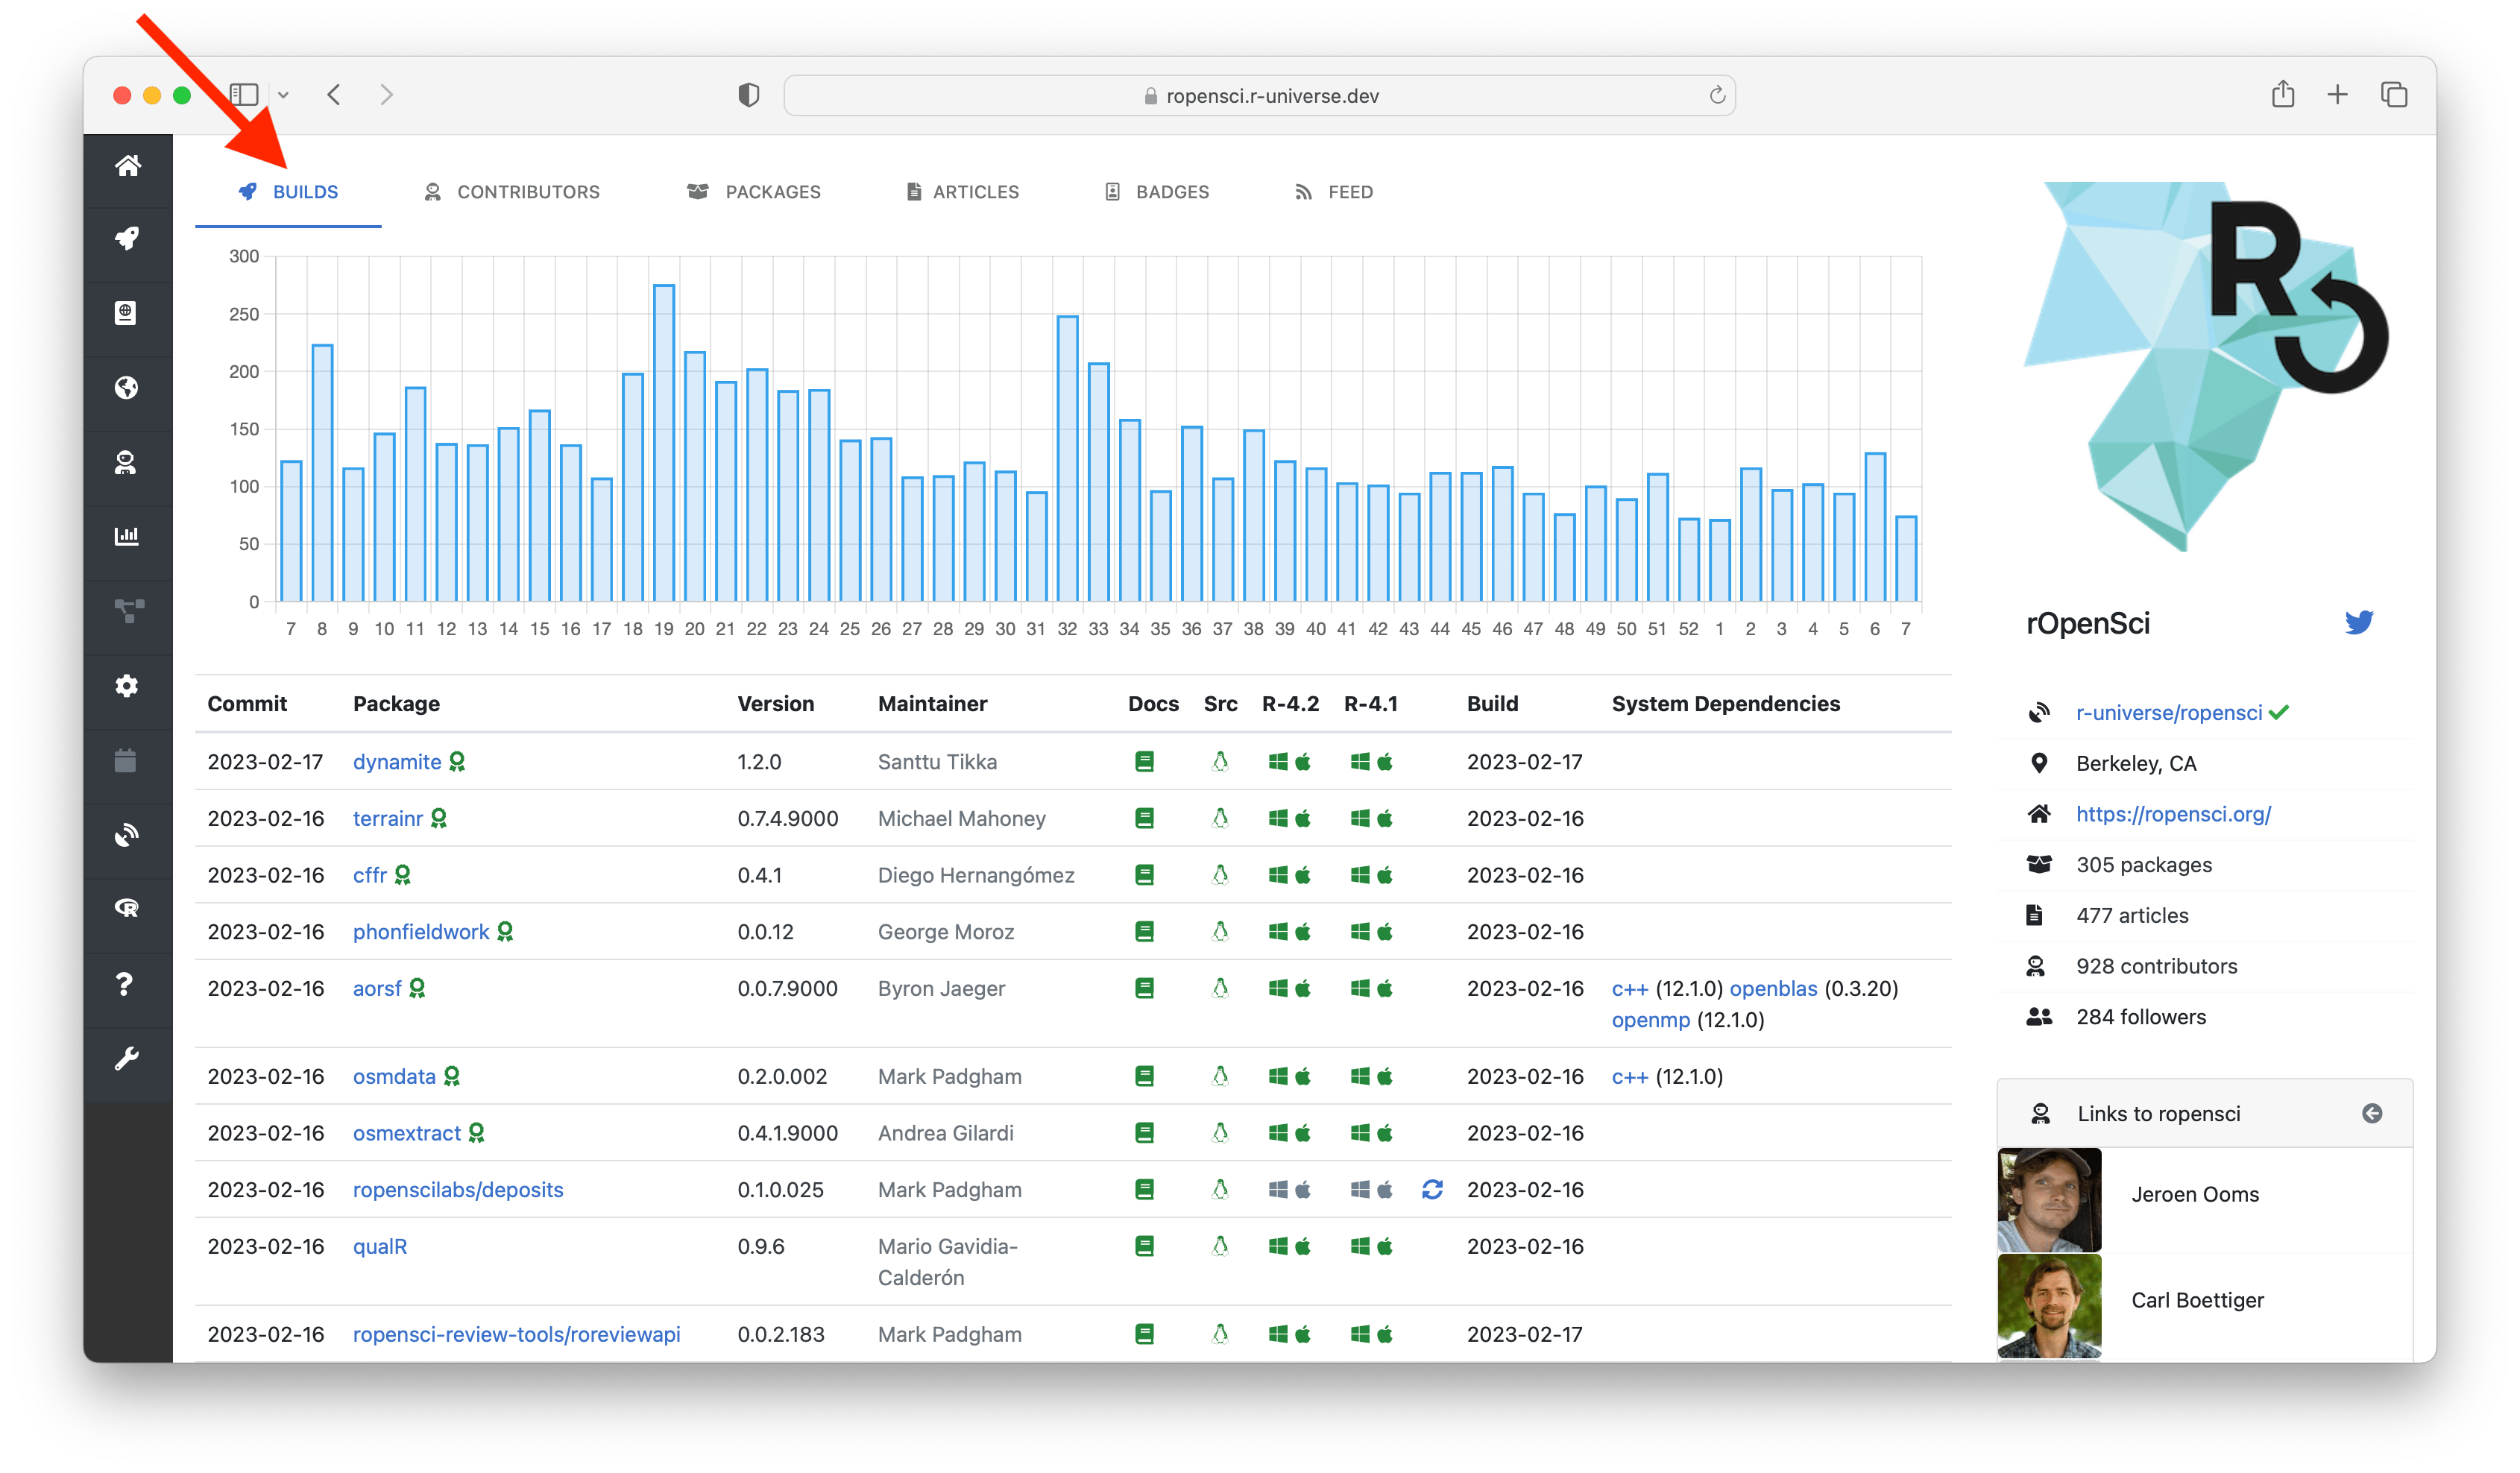 ropensci.r-universe.dev
BUILDS CONTRIBUTORS PACKAGES ARTICLES BADGES FEED
300
250
200
150
100
50
0
7 8 9 10 11 12 13 14 15 16 17 18 19 20 21 22 23 24 25 26 27 28 29 30 31 32 33 34 35 36 37 38 39 40 41 42 43 44 45 46 47 48 49 50 51 52 1 2 3 4 5 6 7
Commit Package Version Maintainer Docs Src R-4.2 R-4.1 Build System Dependencies
2023-02-17 dynamite 1.2.0 Santtu Tikka 2023-02-17
2023-02-16 terrainr 0.7.4.9000 Michael Mahoney 2023-02-16
2023-02-16 cffr 0.4.1 Diego Hernangómez 2023-02-16
2023-02-16 phonfieldwork 0.0.12 George Moroz 2023-02-16
2023-02-16 aorsf 0.0.7.9000 Byron Jaeger 2023-02-16 c++ (12.1.0) openblas (0.3.20)
openmp (12.1.0)
2023-02-16 osmdata 0.2.0.002 Mark Padgham 2023-02-16 c++ (12.1.0)
2023-02-16 osmextract 0.4.1.9000 Andrea Gilardi 2023-02-16
2023-02-16 ropenscilabs/deposits 0.1.0.025 Mark Padgham 2023-02-16
2023-02-16 qualR 0.9.6 Mario Gavidia-
Calderón 2023-02-16
2023-02-16 ropensci-review-tools/roreviewapi 0.0.2.183 Mark Padgham 2023-02-17
R
rOpenSci
r-universe/ropensci
Berkeley, CA
https://ropensci.org/
305 packages
477 articles
928 contributors
284 followers
Links to ropensci
Jeroen Ooms
Carl Boettiger